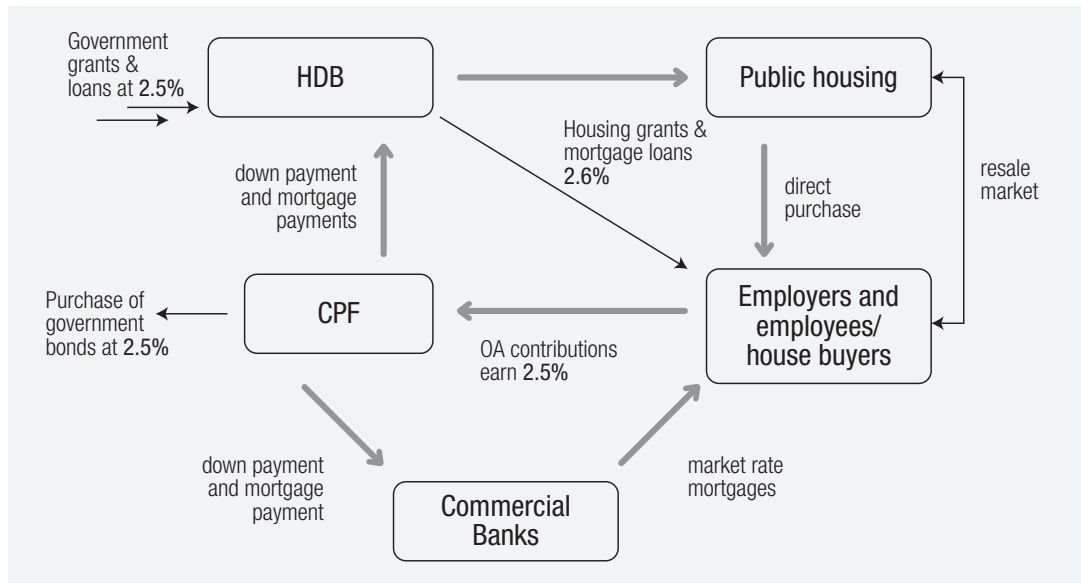 Government
grants &
loans at 2.5%
HDB
Public housing
Housing grants &
mortgage loans
2.6%
down payment
and mortgage
payments
direct
purchase
resale
market
Purchase of
government
bonds at 2.5%
CPF
OA contributions
earn 2.5%
Employers and
employees/
house buyers
down payment
and mortgage
payment
Commercial
Banks
market rate
mortgages